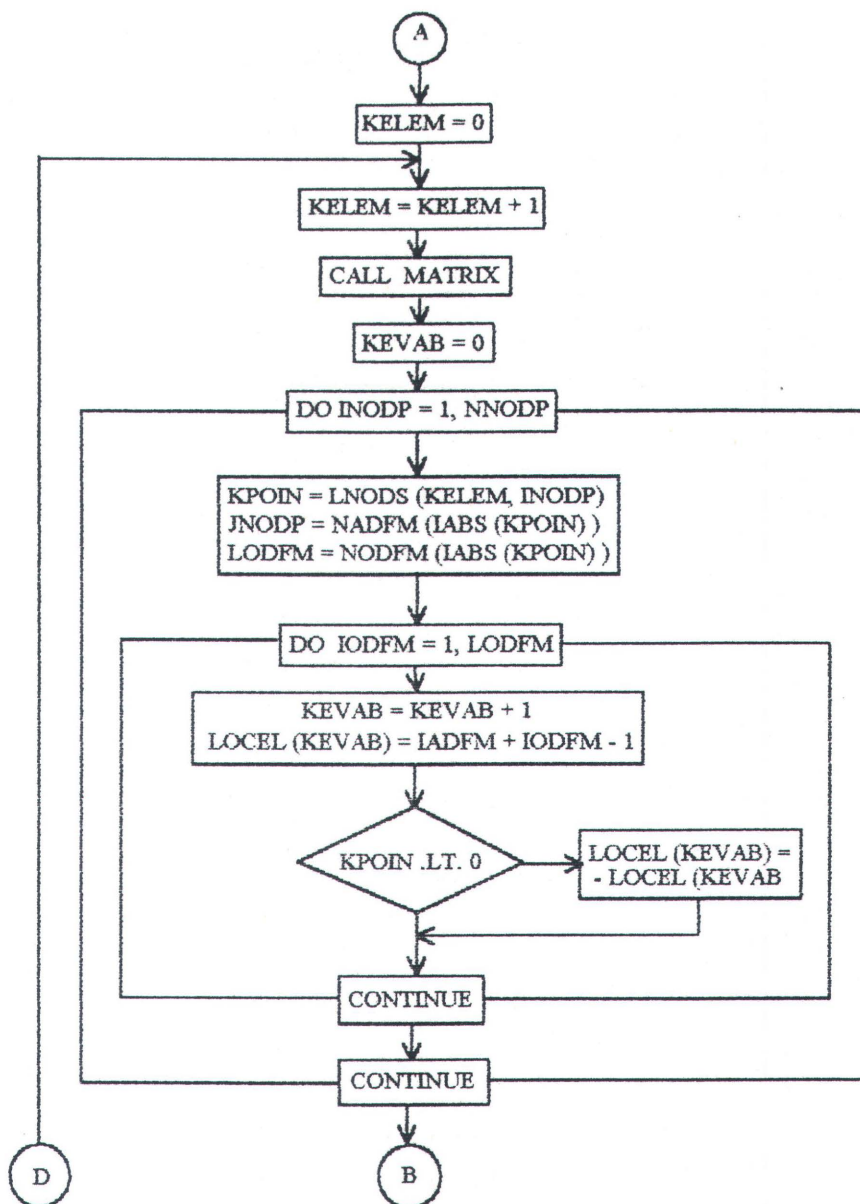 A
KELEM = 0
KELEM = KELEM + 1
CALL MATRIX
KEVAB = 0
DO INODP = 1, NNODP
KPOIN = LNODS (KELEM, INODP)
JNODP = NADFM (IABS (KPOIN) )
LODFM = NODFM (IABS (KPOIN) )
DO IODFM = 1, LODFM
KEVAB = KEVAB + 1
LOCEL (KEVAB) = IADFM + IODFM - 1
KPOIN .LT. 0
LOCEL (KEVAB) =
- LOCEL (KEVAB
CONTINUE
CONTINUE
D
B